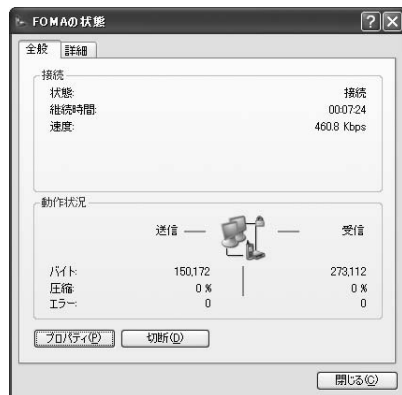 FOMAの状態
全般 詳細
接続
状態: 接続
継続時間: 00:07:24
速度: 460.8 Kbps
動作状況
送信 — — 受信
バイト: 150,172 273,112
圧縮: 0 % 0 %
エラー: 0 0
プロパティ(P) 切断(D)
閉じる(C)